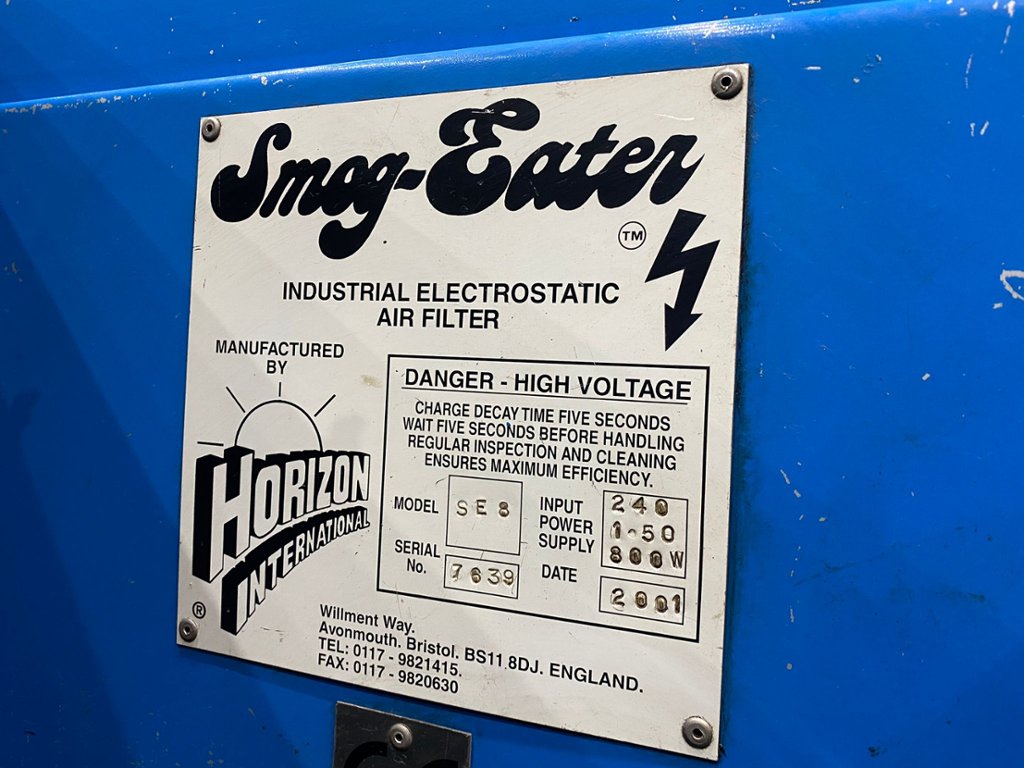 Smog-Eater
TM
INDUSTRIAL ELECTROSTATIC
AIR FILTER
MANUFACTURED
BY
HORIZON
INTERNATIONAL
®
DANGER - HIGH VOLTAGE
CHARGE DECAY TIME FIVE SECONDS
WAIT FIVE SECONDS BEFORE HANDLING
REGULAR INSPECTION AND CLEANING
ENSURES MAXIMUM EFFICIENCY.
MODEL SE8
SERIAL
No. 7639
INPUT 240
POWER 1·50
SUPPLY 800W
DATE 2001
Willment Way.
Avonmouth. Bristol. BS11 8DJ. ENGLAND.
TEL: 0117 - 9821415.
FAX: 0117 - 9820630